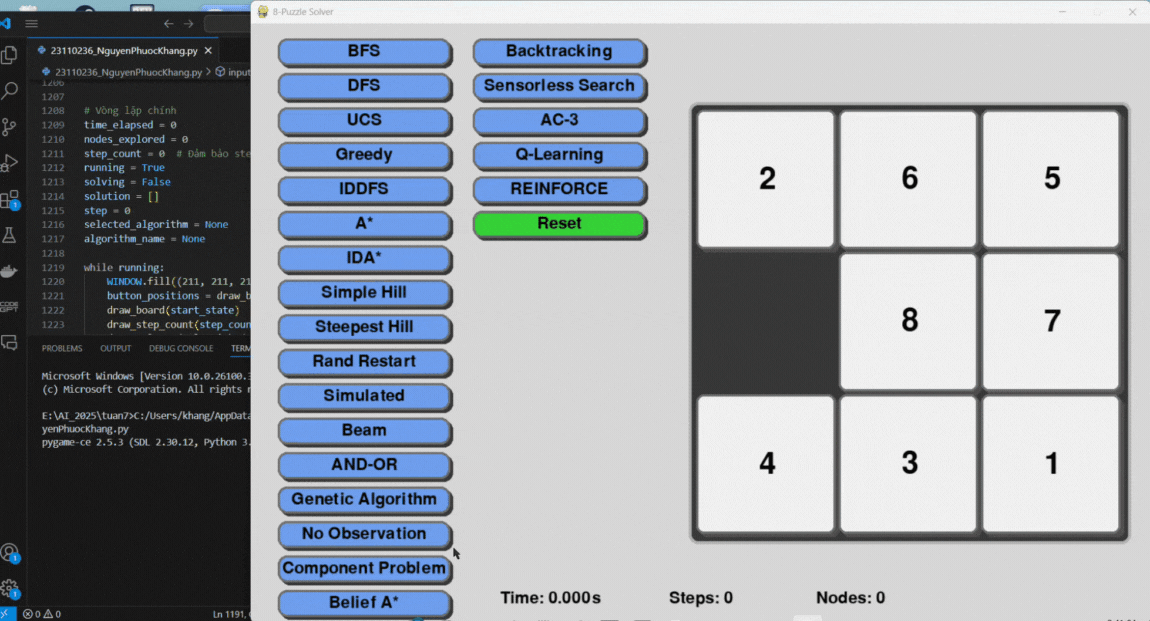 8-Puzzle Solver
23110236_NguyenPhuocKhang.py
23110236_NguyenPhuocKhang.py > input
1206
1207
1208 # Vòng lặp chính
1209 time_elapsed = 0
1210 nodes_explored = 0
1211 step_count = 0 # Đảm bảo ste
1212 running = True
1213 solving = False
1214 solution = []
1215 step = 0
1216 selected_algorithm = None
1217 algorithm_name = None
1218
1219 while running:
1220 WINDOW.fill((211, 211, 21
1221 button_positions = draw_b
1222 draw_board(start_state)
1223 draw_step_count(step_coun
PROBLEMS OUTPUT DEBUG CONSOLE TERM
Microsoft Windows [Version 10.0.26100.
(c) Microsoft Corporation. All rights r
E:\AI_2025\tuan7>C:/Users/khang/AppData
yenPhuocKhang.py
pygame-ce 2.5.3 (SDL 2.30.12, Python 3.
0 0 Ln 1191,
BFS
DFS
UCS
Greedy
IDDFS
A*
IDA*
Simple Hill
Steepest Hill
Rand Restart
Simulated
Beam
AND-OR
Genetic Algorithm
No Observation
Component Problem
Belief A*
Backtracking
Sensorless Search
AC-3
Q-Learning
REINFORCE
Reset
2 6 5
8 7
4 3 1
Time: 0.000s Steps: 0 Nodes: 0